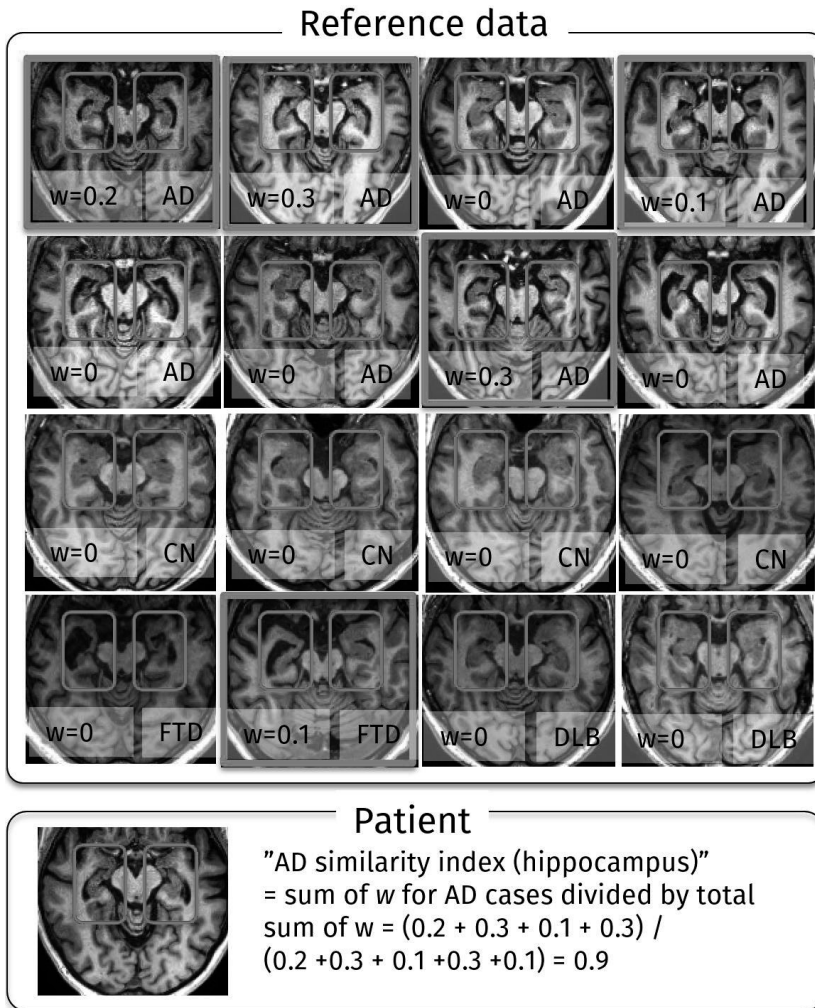 Reference data
w=0.2 AD w=0.3 AD w=0 AD w=0.1 AD
w=0 AD w=0 AD w=0.3 AD w=0 AD
w=0 CN w=0 CN w=0 CN w=0 CN
w=0 FTD w=0.1 FTD w=0 DLB w=0 DLB
Patient
”AD similarity index (hippocampus)”
= sum of w for AD cases divided by total
sum of w = (0.2 + 0.3 + 0.1 + 0.3) /
(0.2 +0.3 + 0.1 +0.3 +0.1) = 0.9